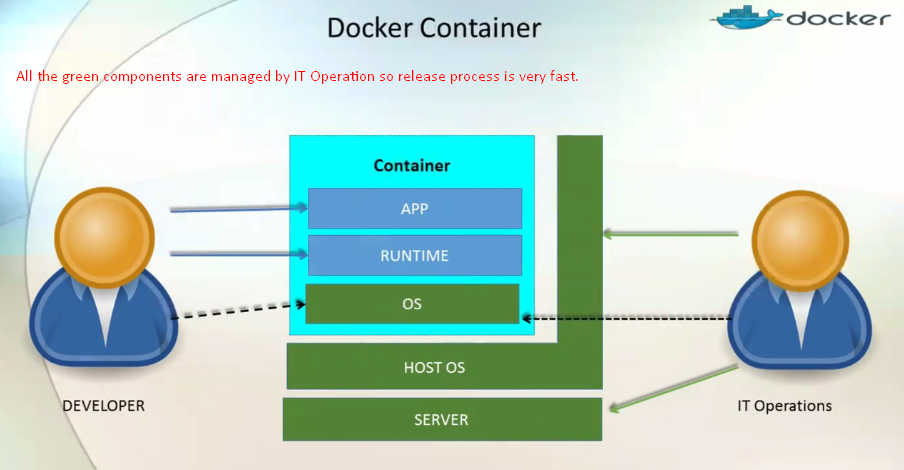 Docker Container
docker
All the green components are managed by IT Operation so release process is very fast.
Container
APP
RUNTIME
OS
HOST OS
SERVER
DEVELOPER
IT Operations